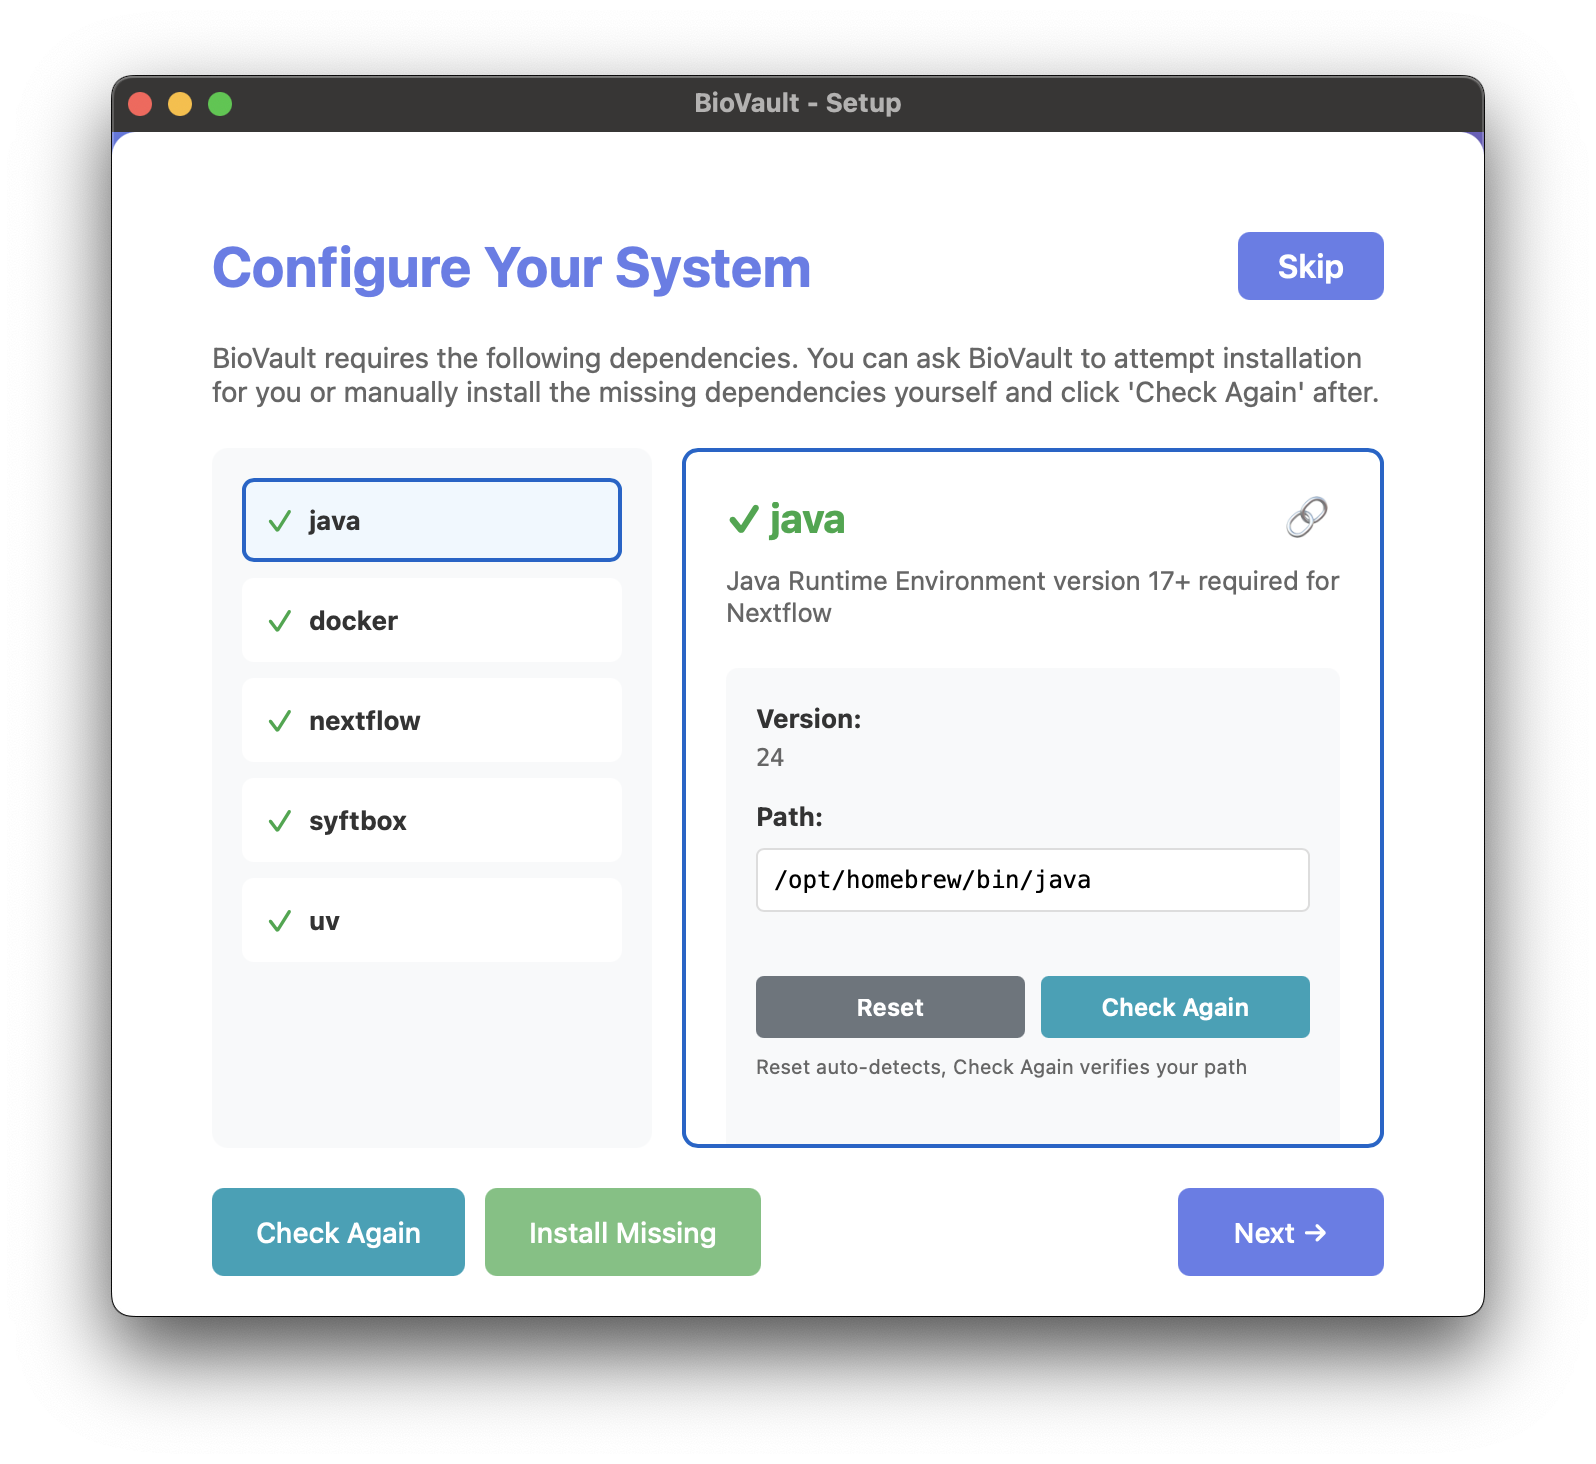 BioVault - Setup
Configure Your System
Skip
BioVault requires the following dependencies. You can ask BioVault to attempt installation
for you or manually install the missing dependencies yourself and click 'Check Again' after.
java
docker
nextflow
syftbox
uv
java
Java Runtime Environment version 17+ required for
Nextflow
Version:
24
Path:
/opt/homebrew/bin/java
Reset
Check Again
Reset auto-detects, Check Again verifies your path
Check Again
Install Missing
Next →